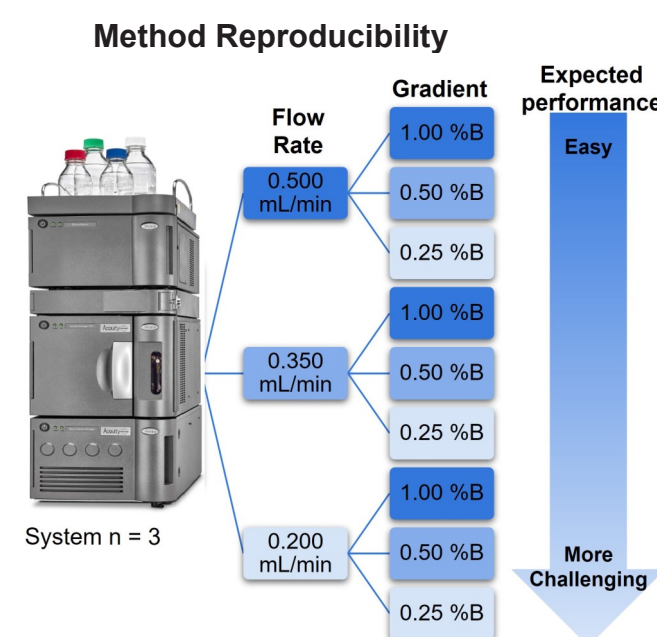 Method Reproducibility
Flow
Rate
Gradient
Expected
performance
0.500
mL/min
1.00 %B
0.50 %B
0.25 %B
0.350
mL/min
1.00 %B
0.50 %B
0.25 %B
0.200
mL/min
1.00 %B
0.50 %B
0.25 %B
Easy
More
Challenging
Acquity
Acquity
System n = 3